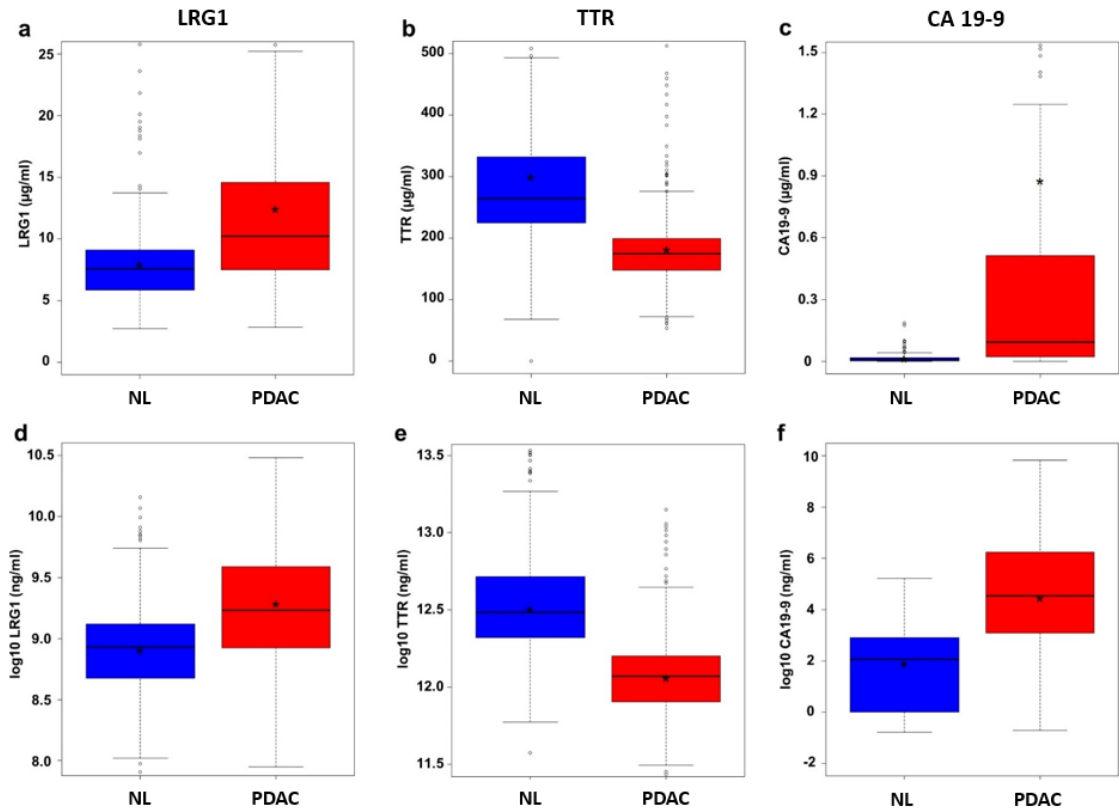 LRG1
TTR
CA 19-9
a
25
20
15
10
5
0
LRG1 (µg/ml)
NL
PDAC
b
500
400
300
200
100
0
TTR (µg/ml)
NL
PDAC
c
1.5
1.2
0.9
0.6
0.3
0
CA19-9 (µg/ml)
NL
PDAC
d
10.5
10.0
9.5
9.0
8.5
8.0
log10 LRG1 (ng/ml)
NL
PDAC
e
13.5
13.0
12.5
12.0
11.5
log10 TTR (ng/ml)
NL
PDAC
f
10
8
6
4
2
0
-2
log10 CA19-9 (ng/ml)
NL
PDAC